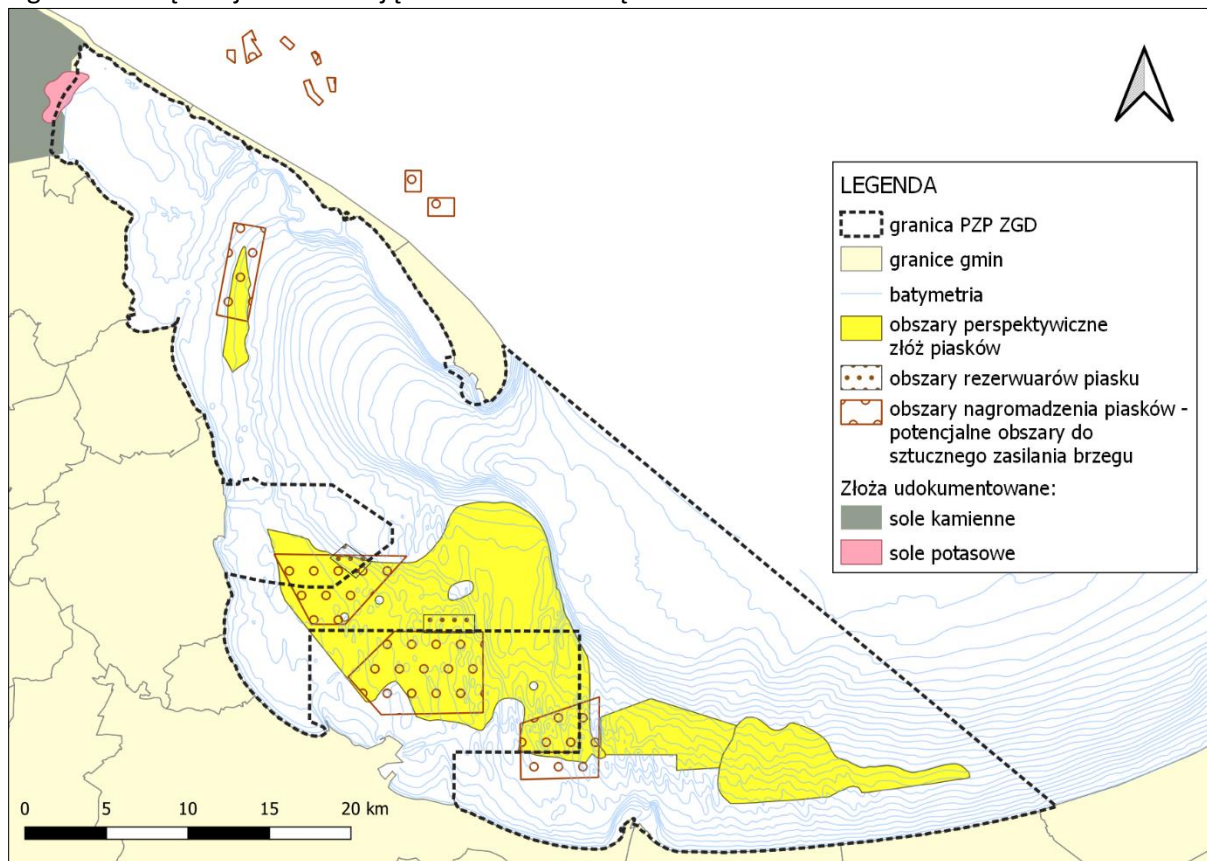 LEGENDA
granica PZP ZGD
granice gmin
batymetria
obszary perspektywiczne
złóż piasków
obszary rezerwuarów piasku
obszary nagromadzenia piasków -
potencjalne obszary do
sztucznego zasilania brzegu
Złoża udokumentowane:
sole kamienne
sole potasowe
0 5 10 15 20 km